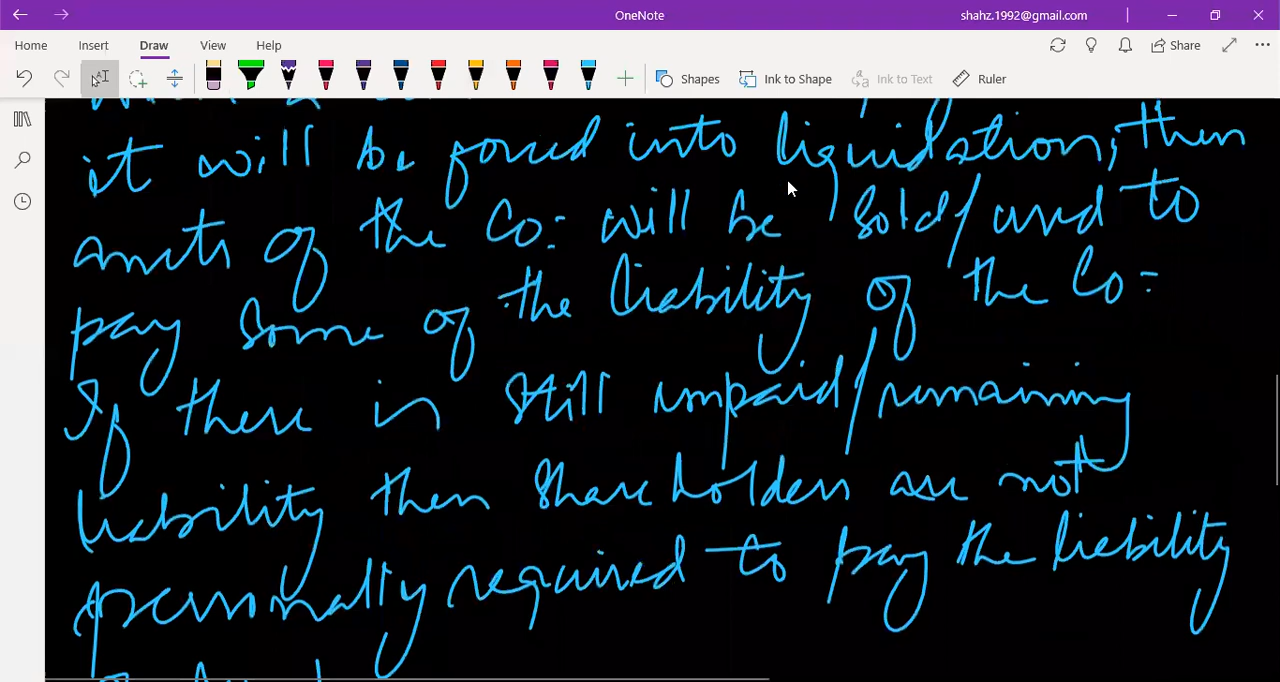 OneNote
shahz.1992@gmail.com
Home Insert Draw View Help
Share
Shapes Ink to Shape Ink to Text Ruler
it will be forced into liquidation, then
assets of the Co: will be sold/used to
pay some of the liability of the Co:
If there is still unpaid/remaining
liability then Shareholders are not
personally required to pay the liability